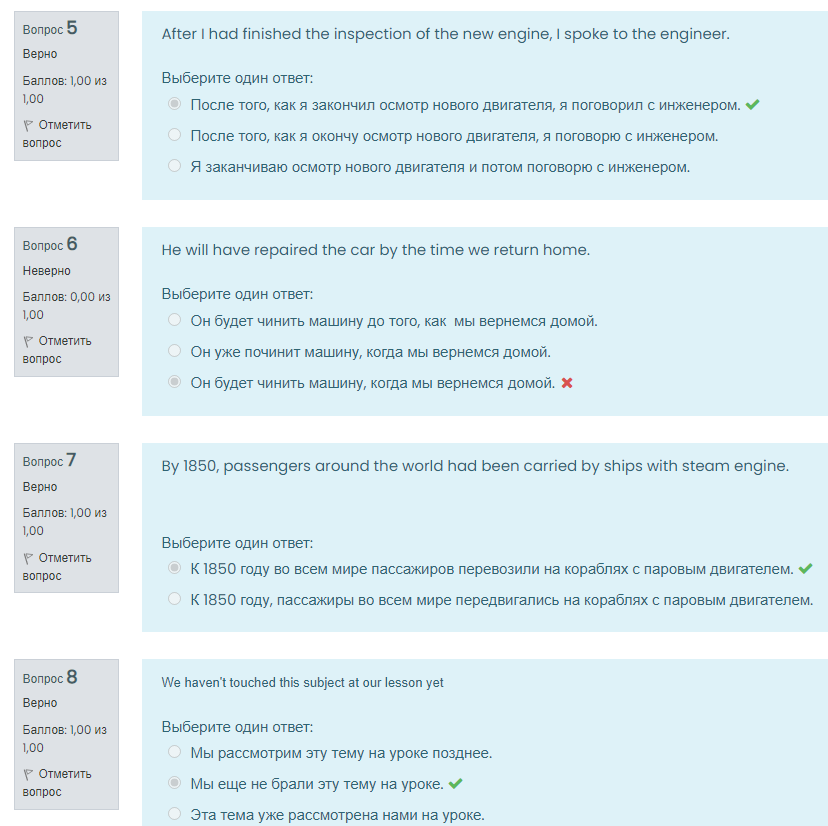 Вопрос 5
Верно
Баллов: 1,00 из
1,00
Отметить
вопрос
After I had finished the inspection of the new engine, I spoke to the engineer.
Выберите один ответ:
После того, как я закончил осмотр нового двигателя, я поговорил с инженером.
После того, как я окончу осмотр нового двигателя, я поговорю с инженером.
Я заканчиваю осмотр нового двигателя и потом поговорю с инженером.
Вопрос 6
Неверно
Баллов: 0,00 из
1,00
Отметить
вопрос
He will have repaired the car by the time we return home.
Выберите один ответ:
Он будет чинить машину до того, как мы вернемся домой.
Он уже починит машину, когда мы вернемся домой.
Он будет чинить машину, когда мы вернемся домой.
Вопрос 7
Верно
Баллов: 1,00 из
1,00
Отметить
вопрос
By 1850, passengers around the world had been carried by ships with steam engine.
Выберите один ответ:
К 1850 году во всем мире пассажиров перевозили на кораблях с паровым двигателем.
К 1850 году, пассажиры во всем мире передвигались на кораблях с паровым двигателем.
Вопрос 8
Верно
Баллов: 1,00 из
1,00
Отметить
вопрос
We haven't touched this subject at our lesson yet
Выберите один ответ:
Мы рассмотрим эту тему на уроке позднее.
Мы еще не брали эту тему на уроке.
Эта тема уже рассмотрена нами на уроке.